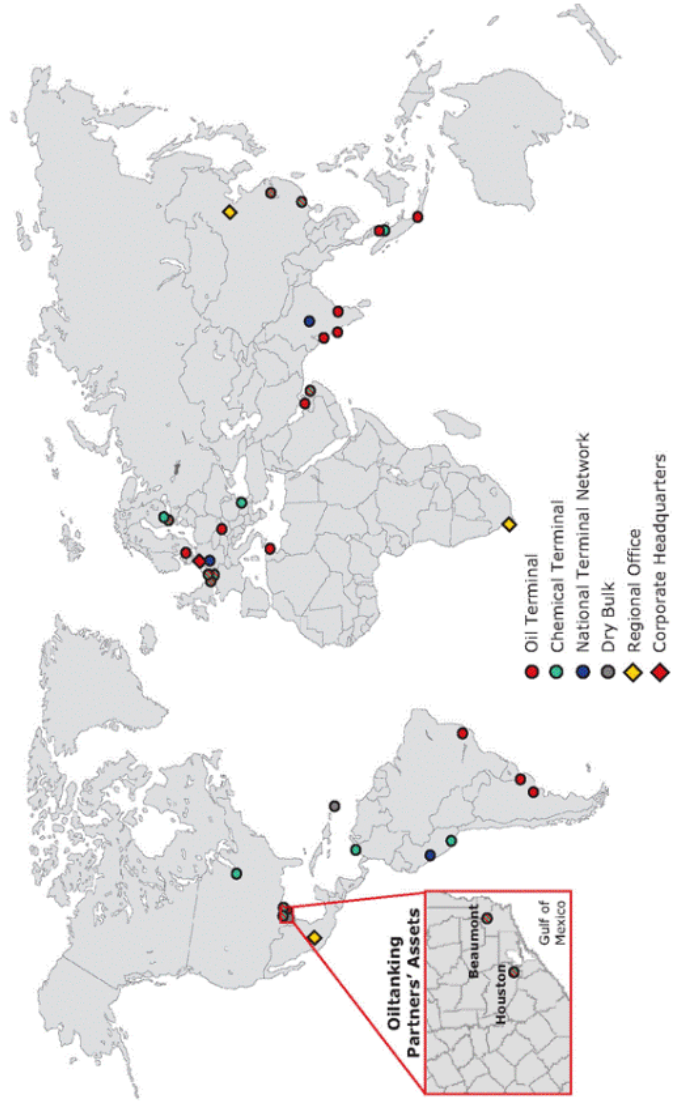 Oiltanking
Partners' Assets
Beaumont
Houston
Gulf of
Mexico
Oil Terminal
Chemical Terminal
National Terminal Network
Dry Bulk
Regional Office
Corporate Headquarters